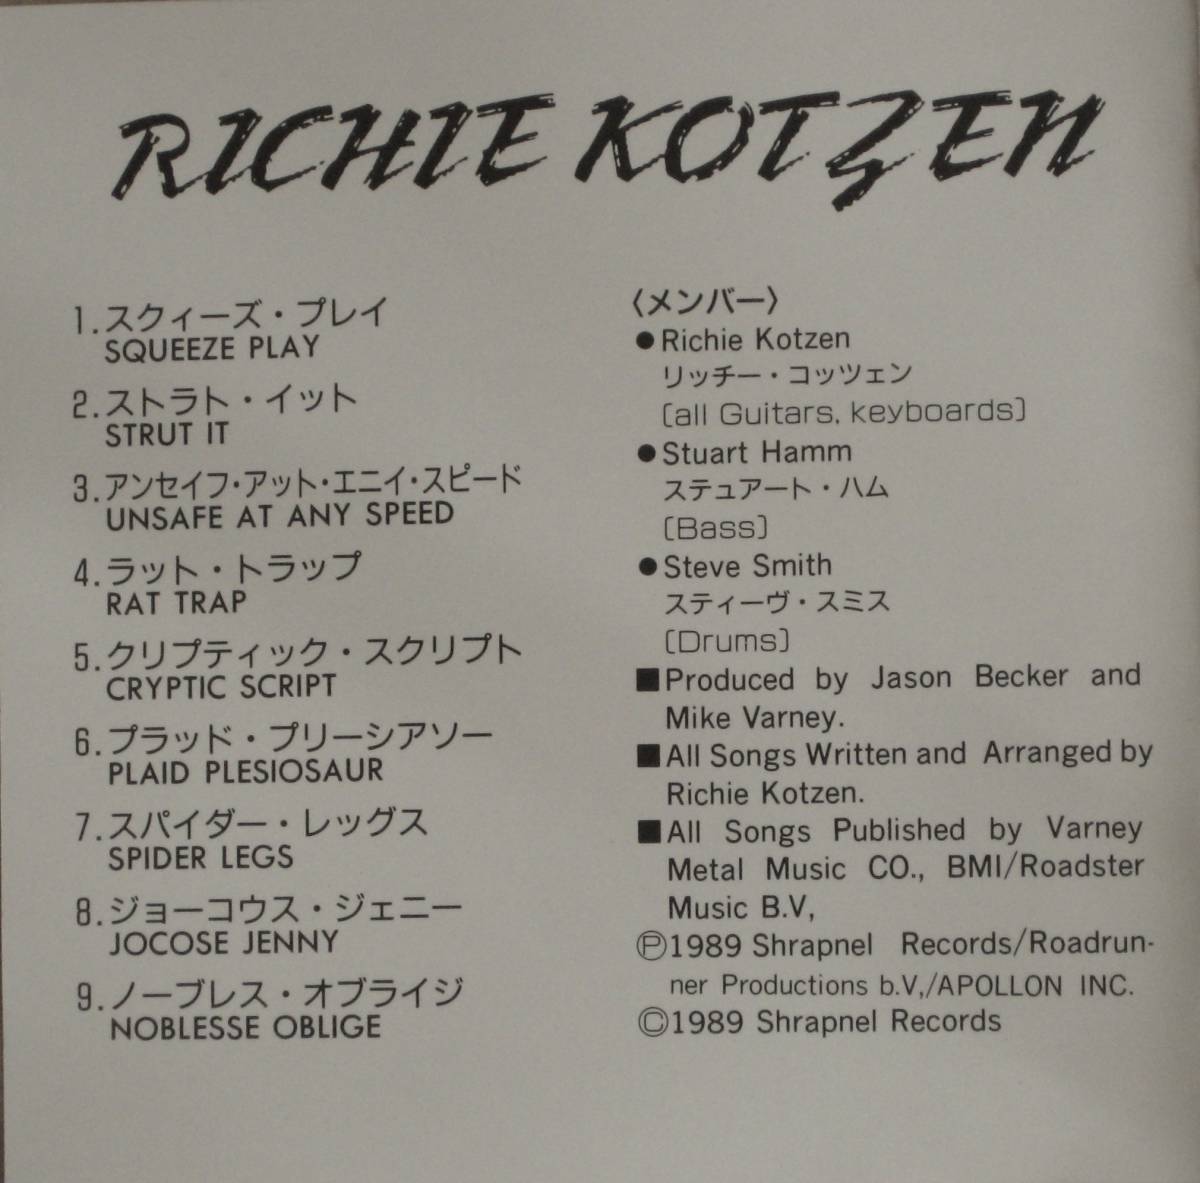 RICHIE KOTZEN
1.スクィーズ・プレイ
SQUEEZE PLAY
2.ストラト・イット
STRUT IT
3.アンセイフ・アット・エニイ・スピード
UNSAFE AT ANY SPEED
4.ラット・トラップ
RAT TRAP
5.クリプティック・スクリプト
CRYPTIC SCRIPT
6.プラッド・プリーシアソー
PLAID PLESIOSAUR
7.スパイダー・レッグス
SPIDER LEGS
8.ジョーコウス・ジェニー
JOCOSE JENNY
9.ノーブレス・オブライジ
NOBLESSE OBLIGE
〈メンバー〉
●Richie Kotzen
リッチー・コッツェン
〔all Guitars, keyboards〕
●Stuart Hamm
ステュアート・ハム
〔Bass〕
●Steve Smith
スティーヴ・スミス
〔Drums〕
■Produced by Jason Becker and
Mike Varney.
■All Songs Written and Arranged by
Richie Kotzen.
■All Songs Published by Varney
Metal Music CO., BMI/Roadster
Music B.V,
Ⓟ1989 Shrapnel Records/Roadrun-
ner Productions b.V,/APOLLON INC.
©1989 Shrapnel Records